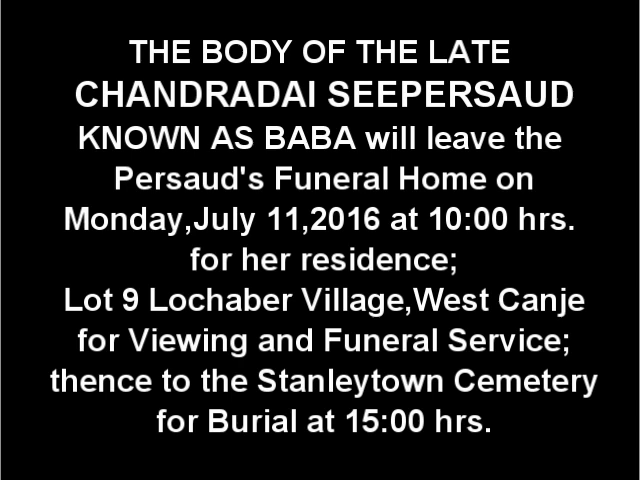 THE BODY OF THE LATE
CHANDRADAI SEEPERSAUD
KNOWN AS BABA will leave the
Persaud's Funeral Home on
Monday,July 11,2016 at 10:00 hrs.
for her residence;
Lot 9 Lochaber Village,West Canje
for Viewing and Funeral Service;
thence to the Stanleytown Cemetery
for Burial at 15:00 hrs.